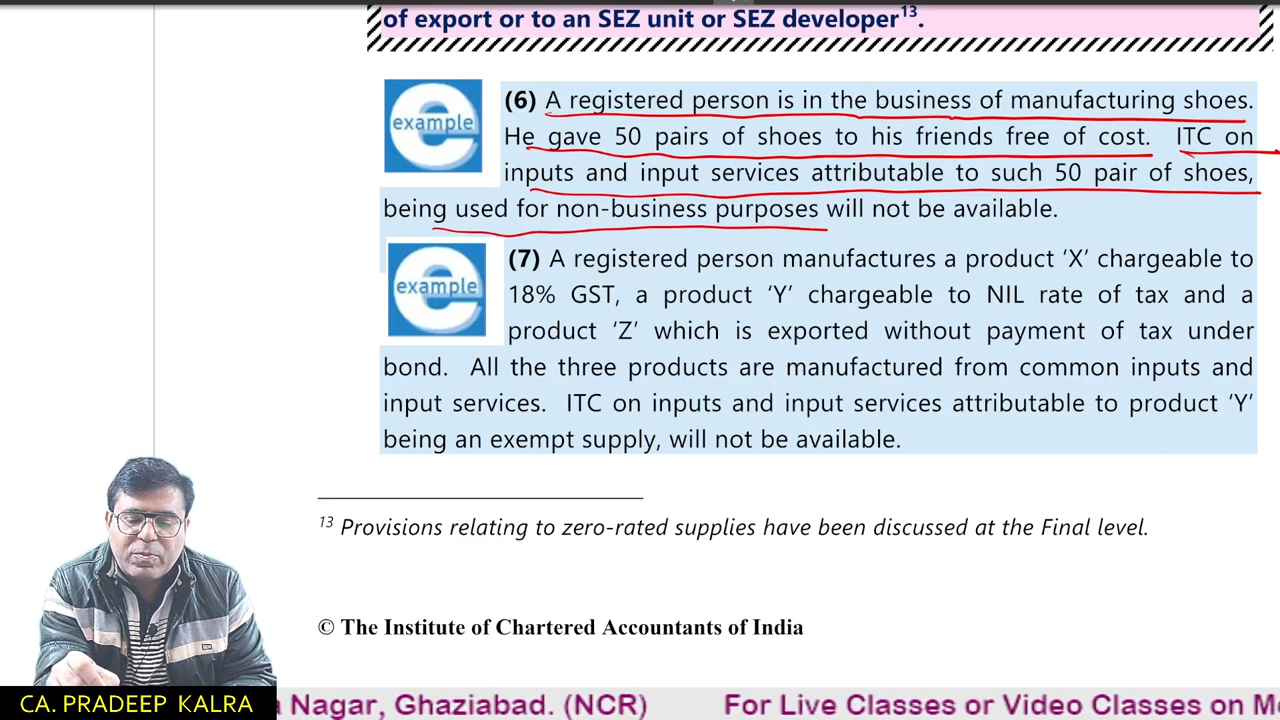 of export or to an SEZ unit or SEZ developer13.
example
(6) A registered person is in the business of manufacturing shoes.
He gave 50 pairs of shoes to his friends free of cost. ITC on
inputs and input services attributable to such 50 pair of shoes,
being used for non-business purposes will not be available.
example
(7) A registered person manufactures a product ‘X’ chargeable to
18% GST, a product ‘Y’ chargeable to NIL rate of tax and a
product ‘Z’ which is exported without payment of tax under
bond. All the three products are manufactured from common inputs and
input services. ITC on inputs and input services attributable to product ‘Y’
being an exempt supply, will not be available.
13 Provisions relating to zero-rated supplies have been discussed at the Final level.
© The Institute of Chartered Accountants of India
CA. PRADEEP KALRA
Nagar, Ghaziabad. (NCR) For Live Classes or Video Classes on